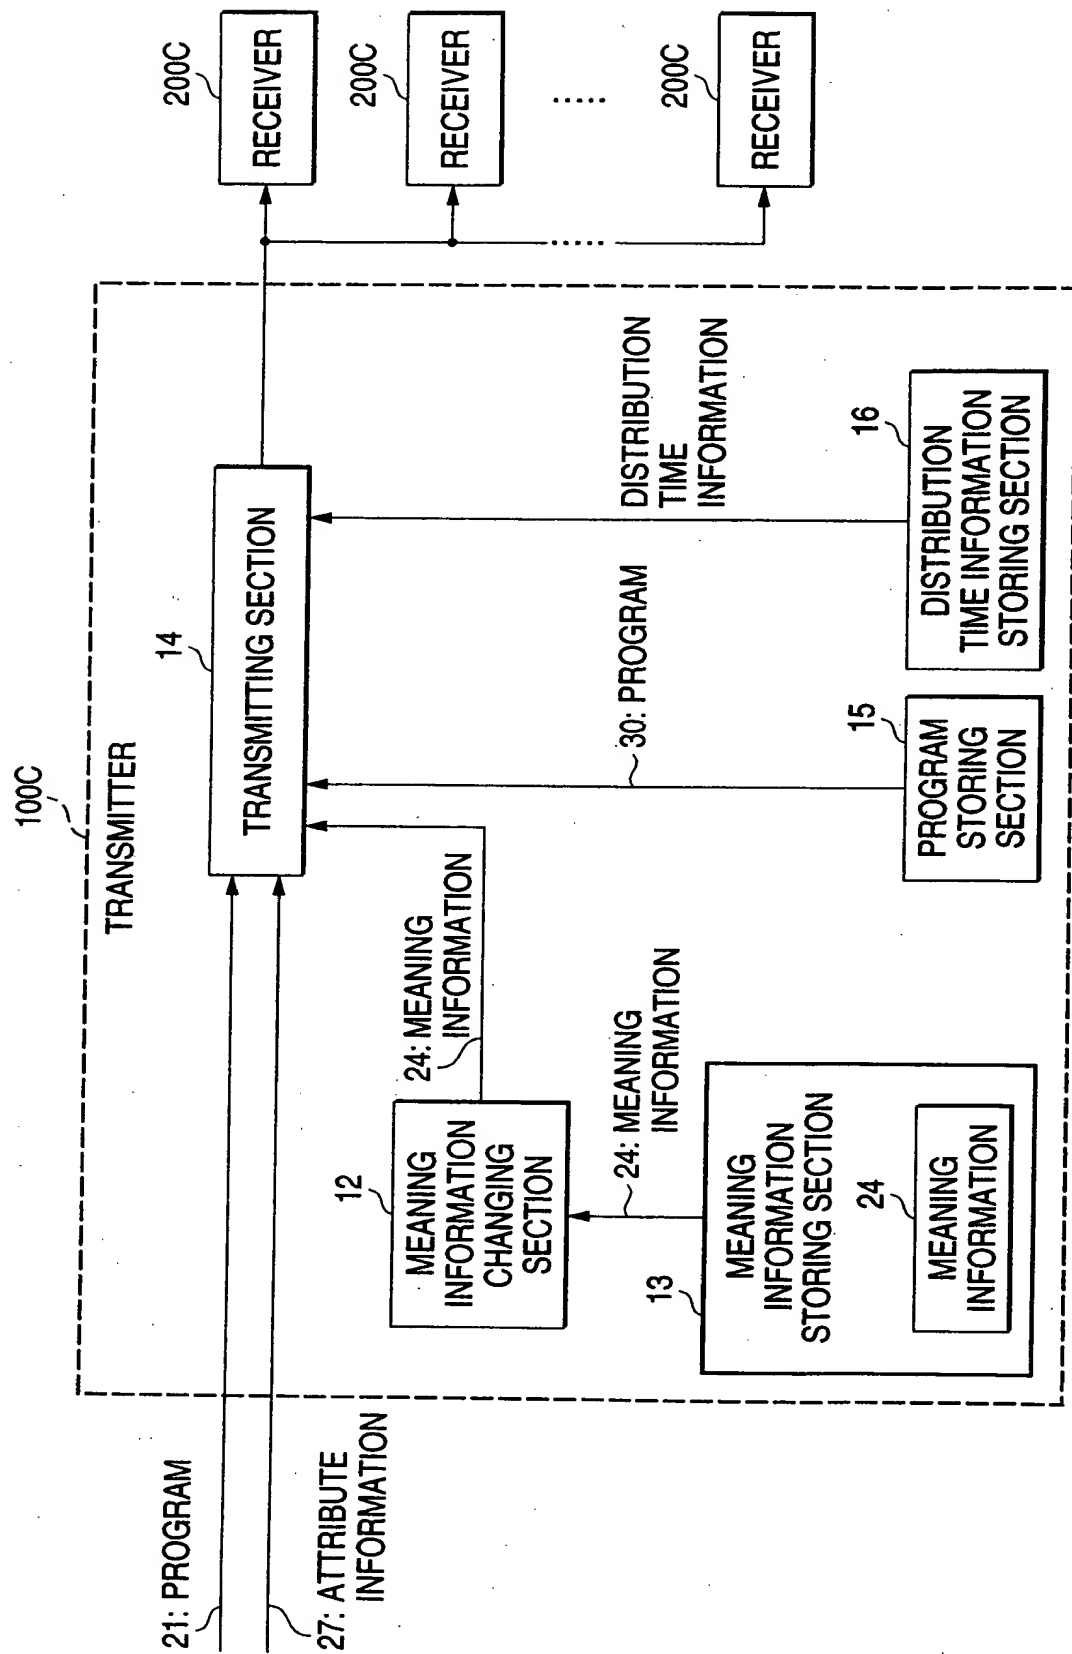 100C
TRANSMITTER
21: PROGRAM
27: ATTRIBUTE
INFORMATION
14
TRANSMITTING SECTION
200C
RECEIVER
200C
RECEIVER
.....
.....
200C
RECEIVER
12
MEANING
INFORMATION
CHANGING
SECTION
24: MEANING
INFORMATION
24: MEANING
INFORMATION
13
MEANING
INFORMATION
STORING SECTION
24
MEANING
INFORMATION
30: PROGRAM
15
PROGRAM
STORING
SECTION
DISTRIBUTION
TIME
INFORMATION
16
DISTRIBUTION
TIME INFORMATION
STORING SECTION